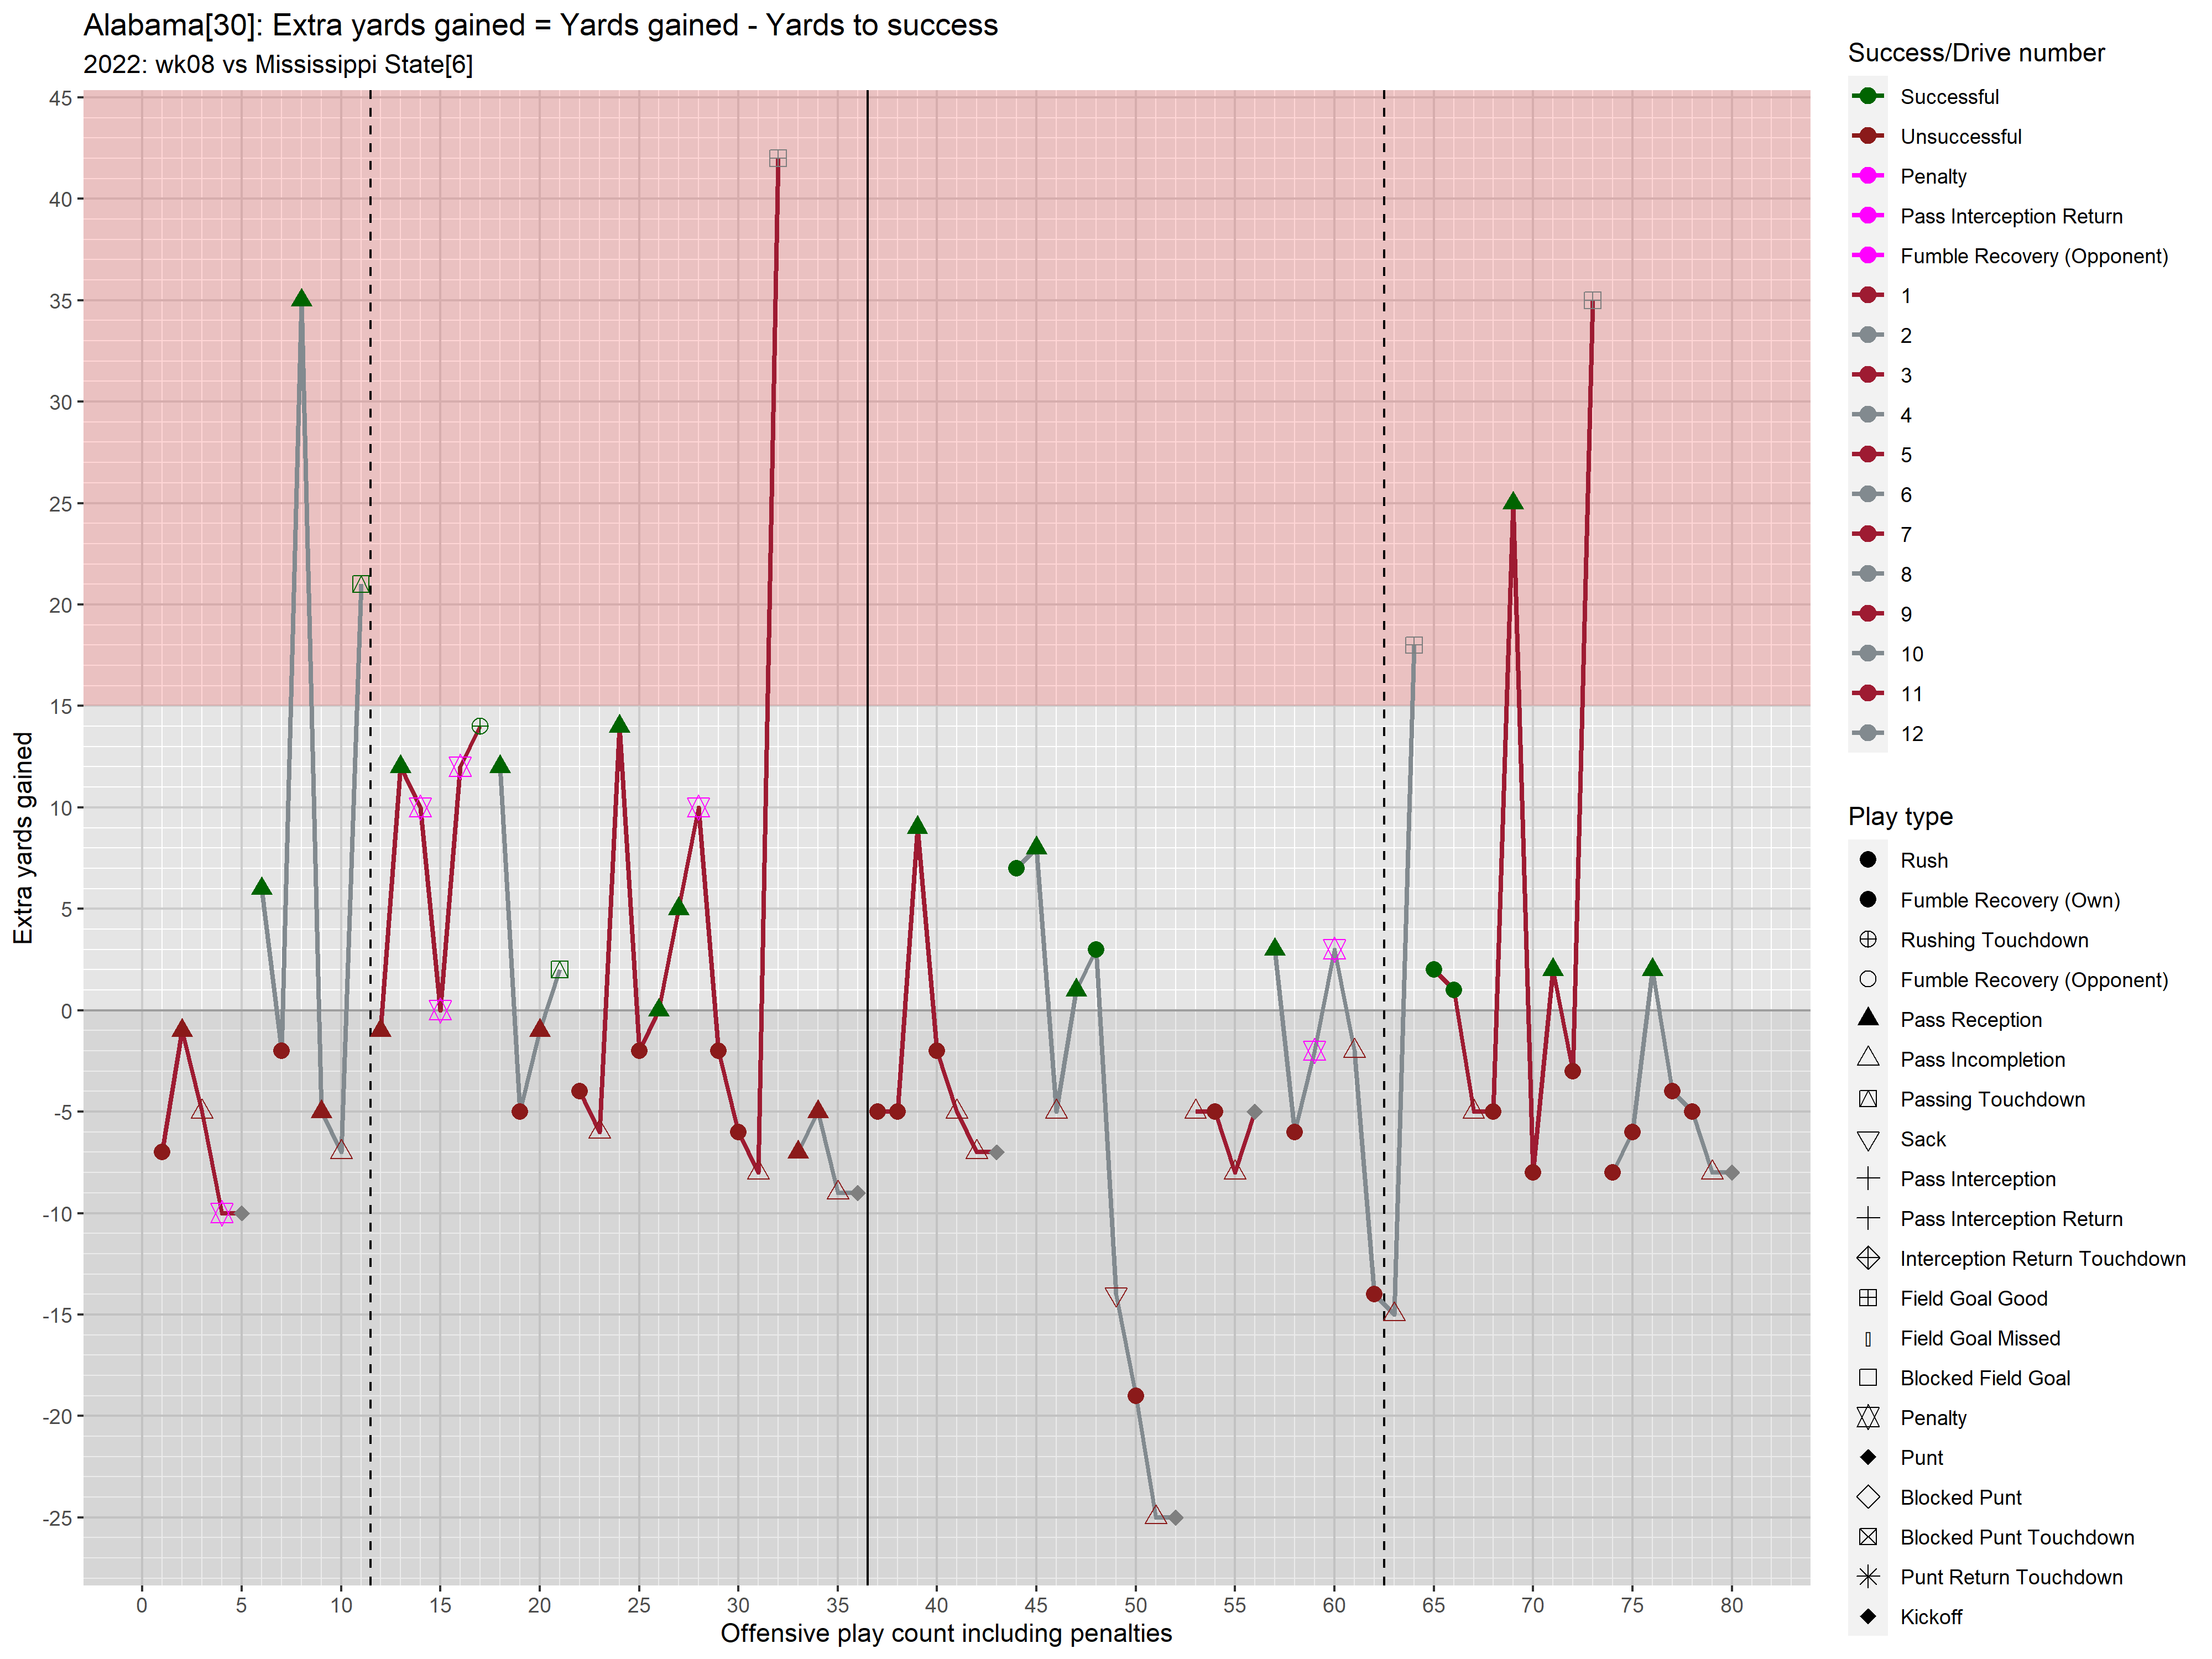 Alabama[30]: Extra yards gained = Yards gained - Yards to success
2022: wk08 vs Mississippi State[6]
Extra yards gained
45
40
35
30
25
20
15
10
5
0
-5
-10
-15
-20
-25
0 5 10 15 20 25 30 35 40 45 50 55 60 65 70 75 80
Offensive play count including penalties
Success/Drive number
Successful
Unsuccessful
Penalty
Pass Interception Return
Fumble Recovery (Opponent)
1
2
3
4
5
6
7
8
9
10
11
12
Play type
Rush
Fumble Recovery (Own)
Rushing Touchdown
Fumble Recovery (Opponent)
Pass Reception
Pass Incompletion
Passing Touchdown
Sack
Pass Interception
Pass Interception Return
Interception Return Touchdown
Field Goal Good
Field Goal Missed
Blocked Field Goal
Penalty
Punt
Blocked Punt
Blocked Punt Touchdown
Punt Return Touchdown
Kickoff